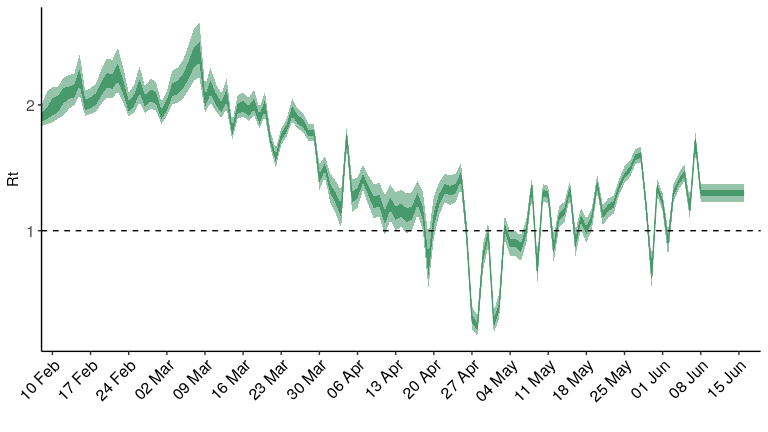 Rt
2
1
10 Feb
17 Feb
24 Feb
02 Mar
09 Mar
16 Mar
23 Mar
30 Mar
06 Apr
13 Apr
20 Apr
27 Apr
04 May
11 May
18 May
25 May
01 Jun
08 Jun
15 Jun